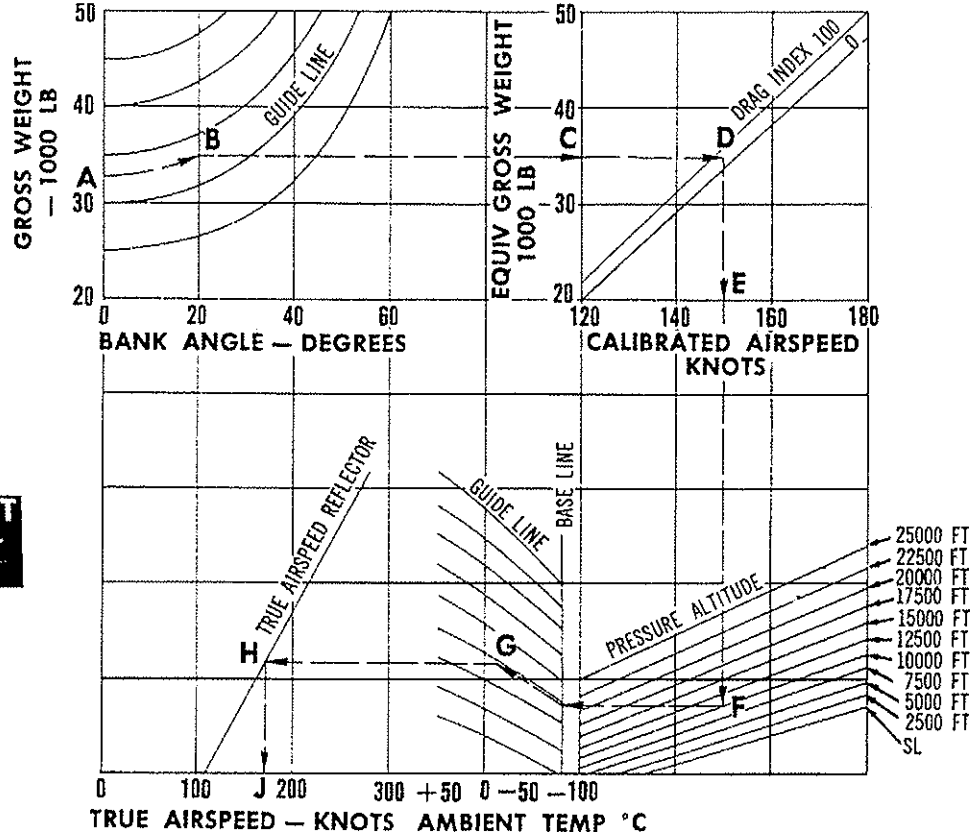 GROSS WEIGHT
— 1000 LB
50
40
30
20
A
B
GUIDE LINE
0
20
40
60
BANK ANGLE — DEGREES
EQUIV GROSS WEIGHT
1000 LB
50
40
30
20
C
D
E
DRAG INDEX 100
0
120
140
160
180
CALIBRATED AIRSPEED
KNOTS
T
TRUE AIRSPEED REFLECTOR
GUIDE LINE
BASE LINE
PRESSURE ALTITUDE
H
G
F
25000 FT
22500 FT
20000 FT
17500 FT
15000 FT
12500 FT
10000 FT
7500 FT
5000 FT
2500 FT
SL
0
100
J
200
300
+50
0
-50
-100
TRUE AIRSPEED — KNOTS
AMBIENT TEMP °C